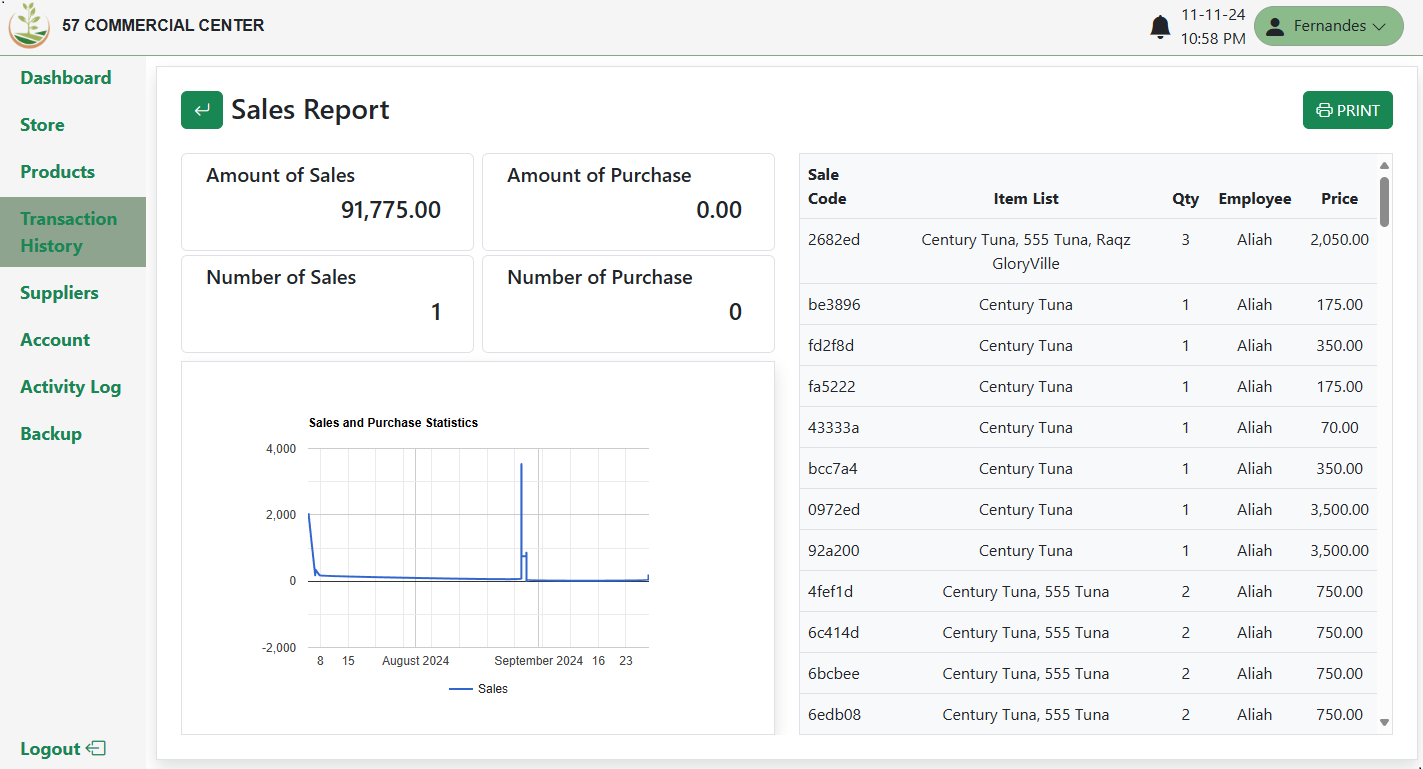 57 COMMERCIAL CENTER
11-11-24
10:58 PM
Fernandes
Dashboard
Store
Products
Transaction
History
Suppliers
Account
Activity Log
Backup
Logout
Sales Report
PRINT
Amount of Sales
91,775.00
Amount of Purchase
0.00
Number of Sales
1
Number of Purchase
0
Sales and Purchase Statistics
4,000
2,000
0
-2,000
8 15 August 2024 September 2024 16 23
Sales
Sale
Code Item List Qty Employee Price
2682ed Century Tuna, 555 Tuna, Raqz 3 Aliah 2,050.00
GloryVille
be3896 Century Tuna 1 Aliah 175.00
fd2f8d Century Tuna 1 Aliah 350.00
fa5222 Century Tuna 1 Aliah 175.00
43333a Century Tuna 1 Aliah 70.00
bcc7a4 Century Tuna 1 Aliah 350.00
0972ed Century Tuna 1 Aliah 3,500.00
92a200 Century Tuna 1 Aliah 3,500.00
4fef1d Century Tuna, 555 Tuna 2 Aliah 750.00
6c414d Century Tuna, 555 Tuna 2 Aliah 750.00
6bcbee Century Tuna, 555 Tuna 2 Aliah 750.00
6edb08 Century Tuna, 555 Tuna 2 Aliah 750.00